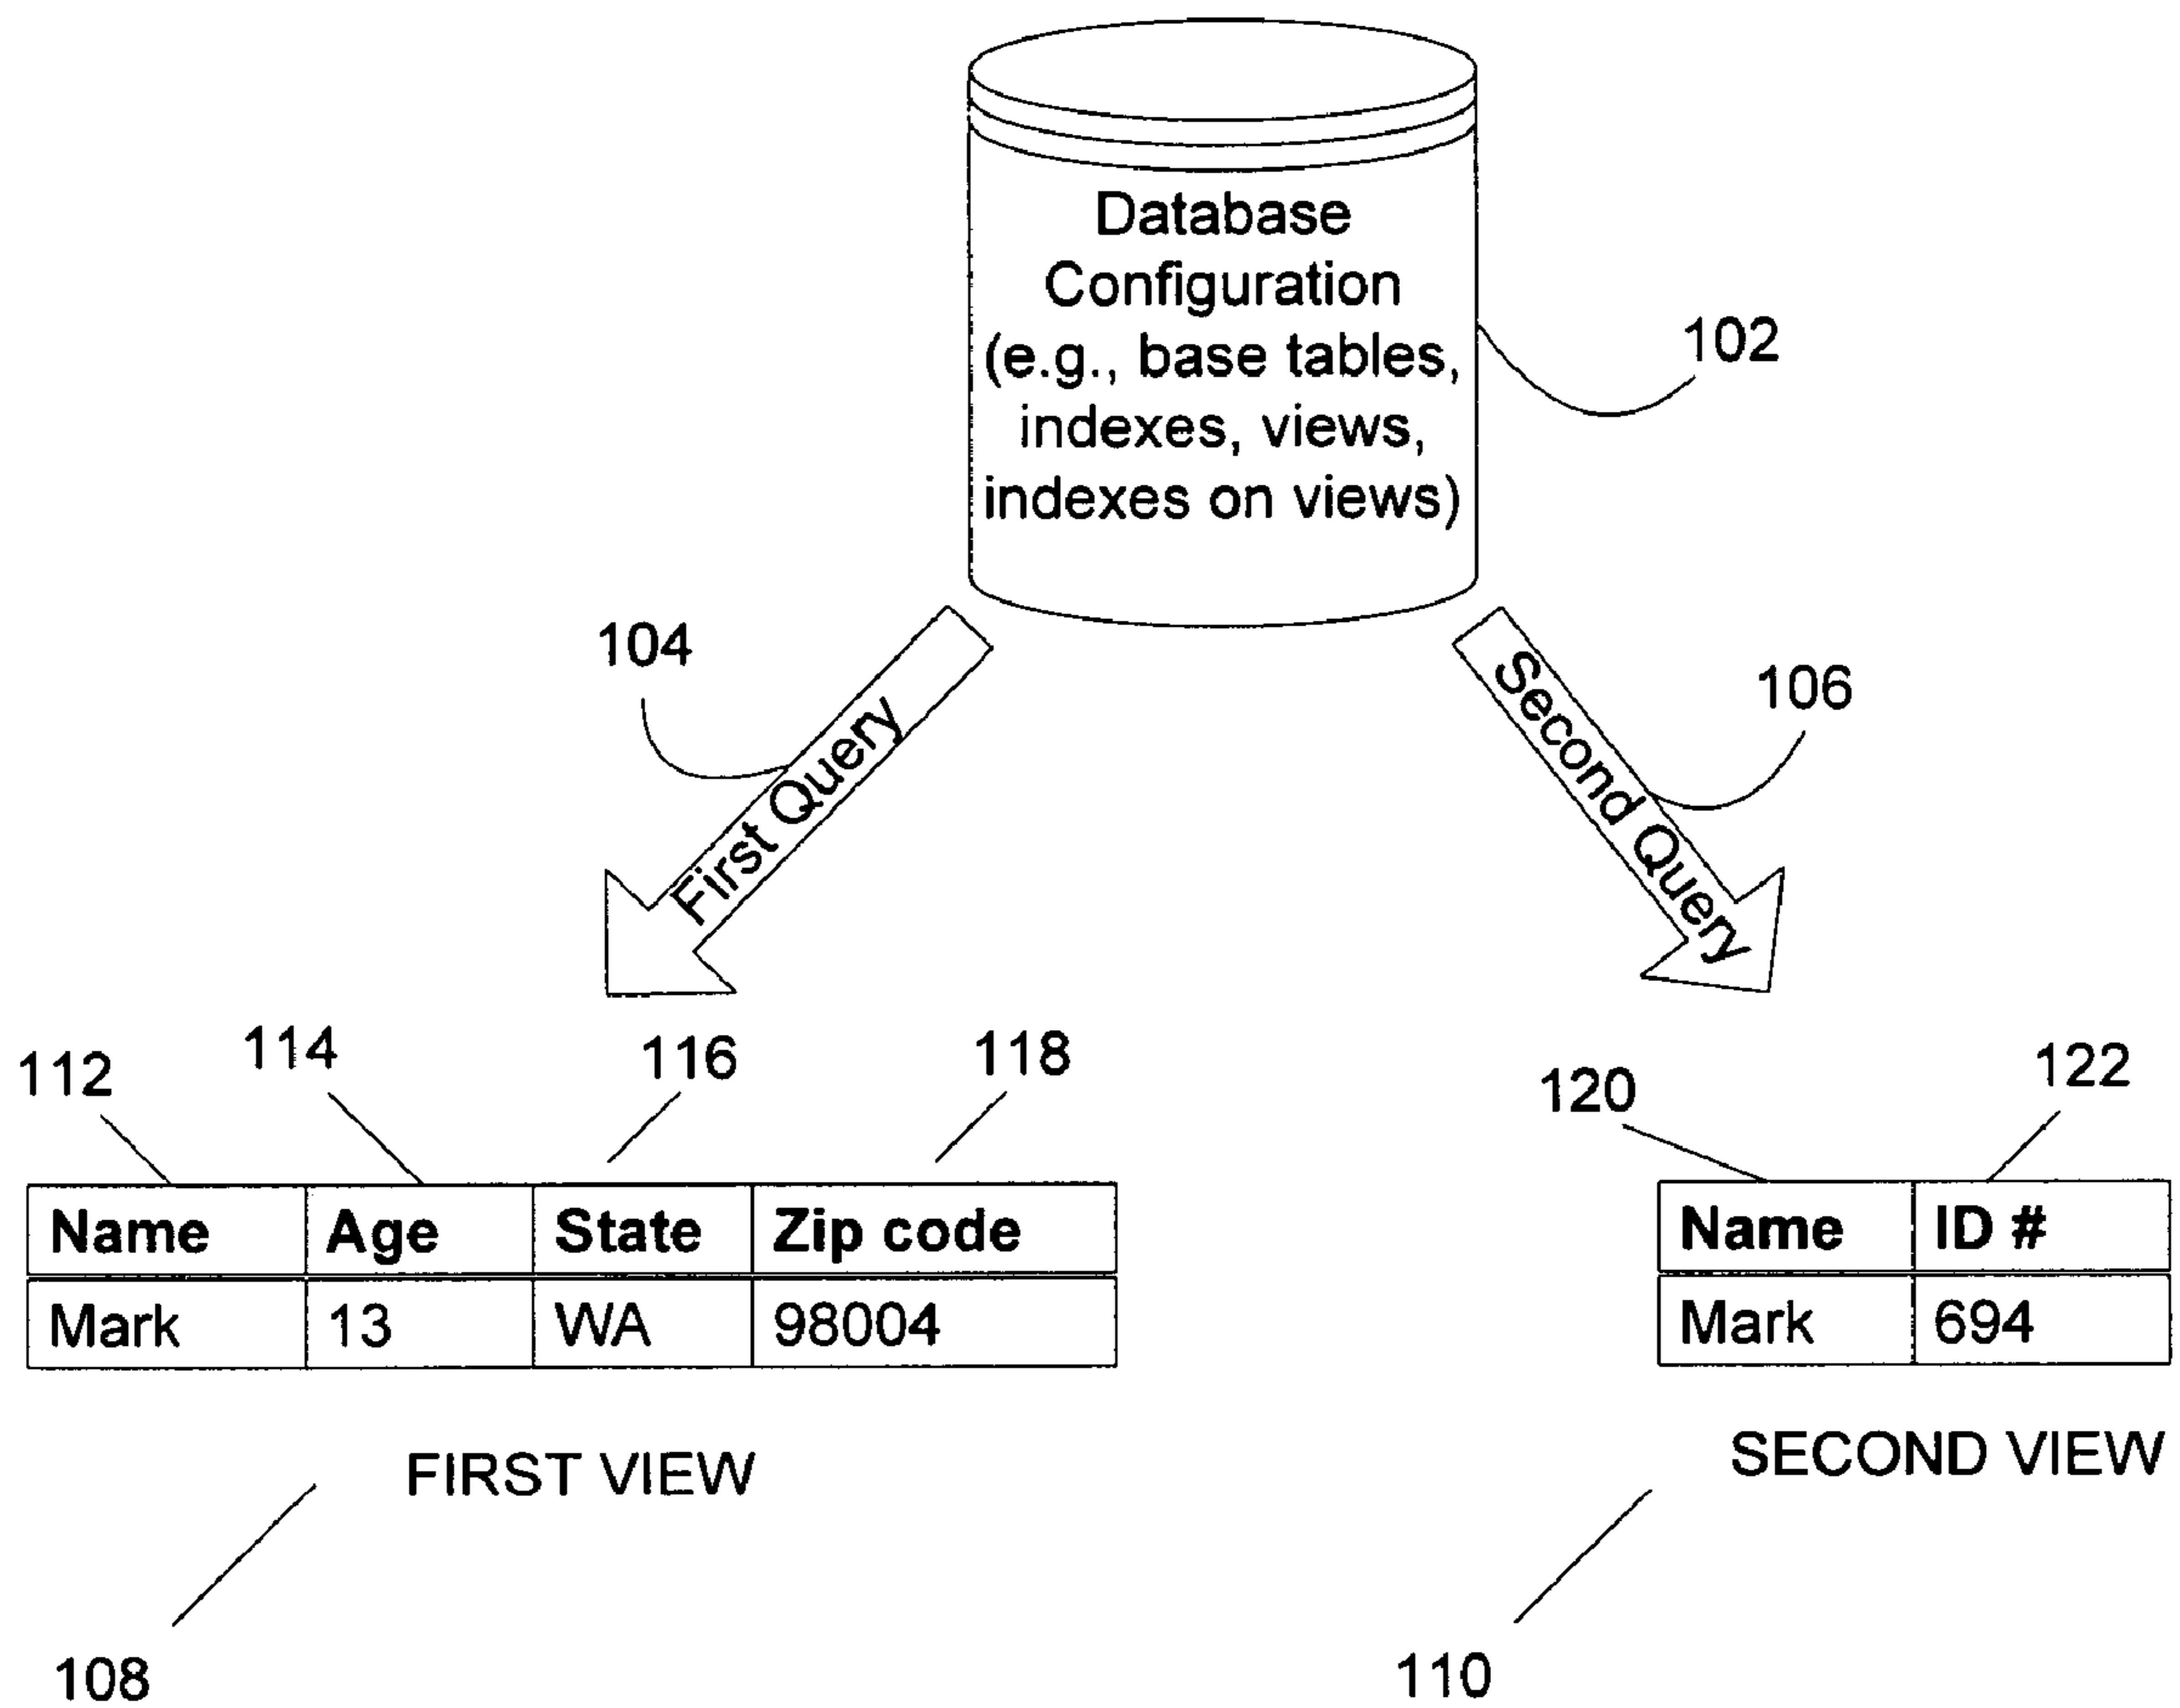 Database
Configuration
(e.g., base tables,
indexes, views,
indexes on views)
102
104
First Query
106
Second Query
112
114
116
118
120
122
Name Age State Zip code
Mark 13 WA 98004
Name ID #
Mark 694
FIRST VIEW
SECOND VIEW
108
110